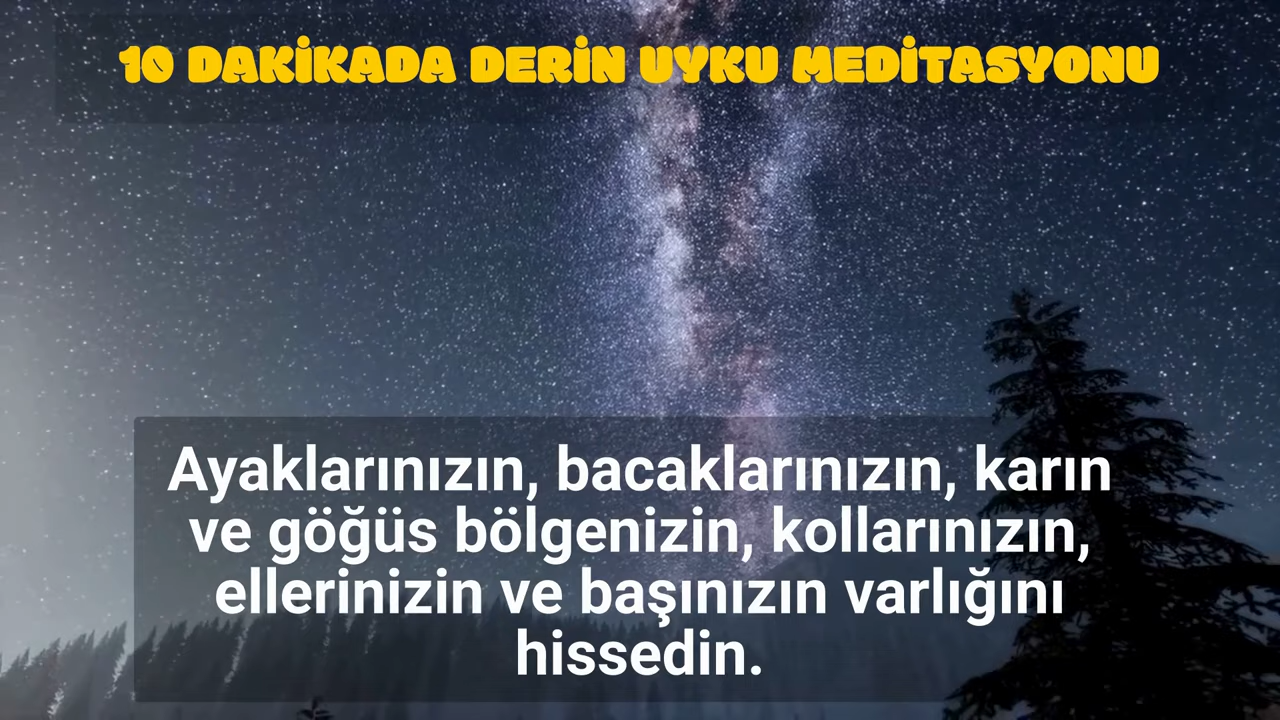 10 DAKİKADA DERİN UYKU MEDİTASYONU
Ayaklarınızın, bacaklarınızın, karın
ve göğüs bölgenizin, kollarınızın,
ellerinizin ve başınızın varlığını
hissedin.